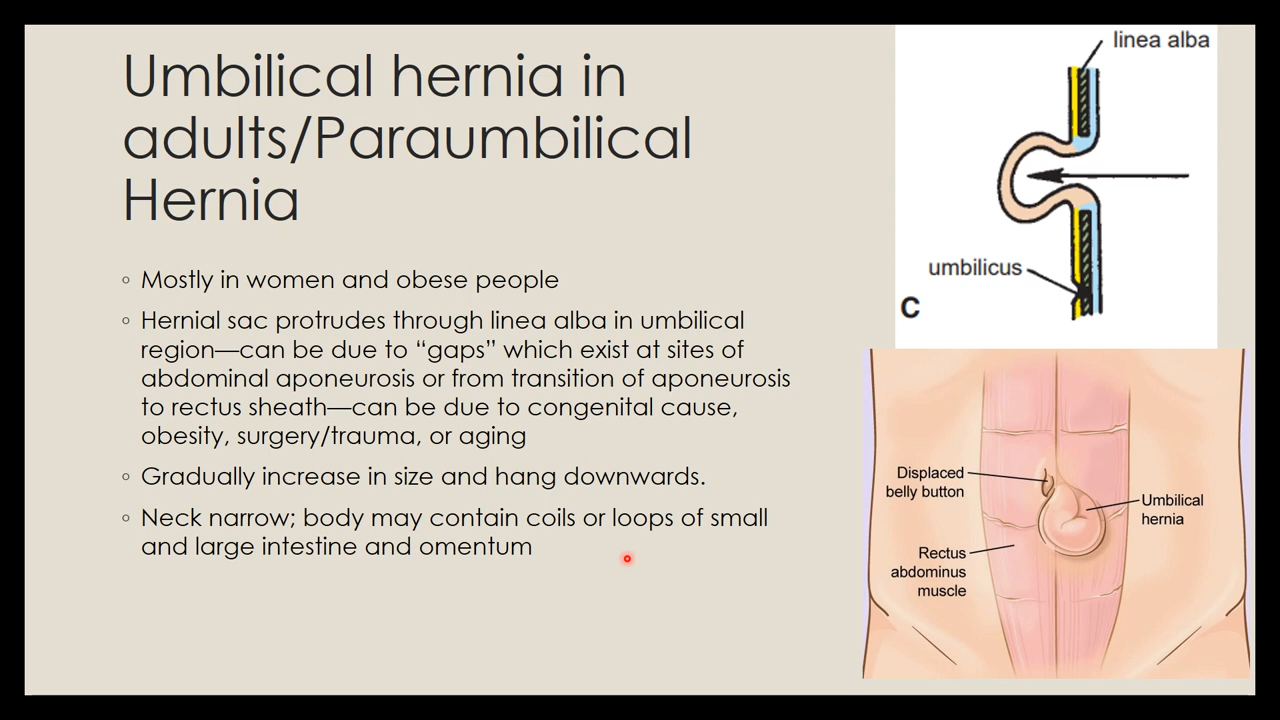 Umbilical hernia in
adults/Paraumbilical
Hernia
◦ Mostly in women and obese people
◦ Hernial sac protrudes through linea alba in umbilical
region—can be due to “gaps” which exist at sites of
abdominal aponeurosis or from transition of aponeurosis
to rectus sheath—can be due to congenital cause,
obesity, surgery/trauma, or aging
◦ Gradually increase in size and hang downwards.
◦ Neck narrow; body may contain coils or loops of small
and large intestine and omentum
linea alba
umbilicus
C
Displaced
belly button
Umbilical
hernia
Rectus
abdominus
muscle